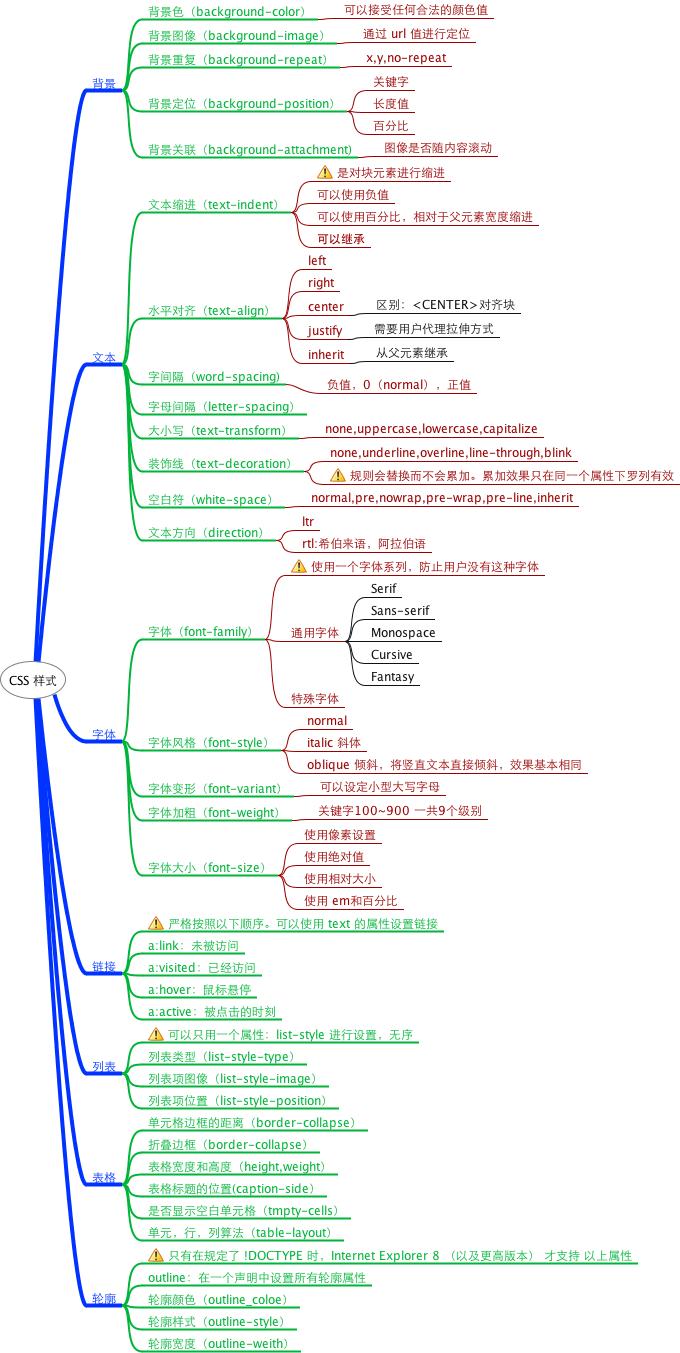 CSS 样式
背景
背景色（background-color）
可以接受任何合法的颜色值
背景图像（background-image）
通过 url 值进行定位
背景重复（background-repeat）
x,y,no-repeat
背景定位（background-position）
关键字
长度值
百分比
背景关联（background-attachment)
图像是否随内容滚动
文本
文本缩进（text-indent）
是对块元素进行缩进
可以使用负值
可以使用百分比，相对于父元素宽度缩进
可以继承
水平对齐（text-align）
left
right
center
区别：<CENTER>对齐块
justify
需要用户代理拉伸方式
inherit
从父元素继承
字间隔（word-spacing)
负值，0（normal），正值
字母间隔（letter-spacing）
大小写（text-transform）
none,uppercase,lowercase,capitalize
装饰线（text-decoration）
none,underline,overline,line-through,blink
规则会替换而不会累加。累加效果只在同一个属性下罗列有效
空白符（white-space）
normal,pre,nowrap,pre-wrap,pre-line,inherit
文本方向（direction）
ltr
rtl:希伯来语，阿拉伯语
字体
字体（font-family）
使用一个字体系列，防止用户没有这种字体
通用字体
Serif
Sans-serif
Monospace
Cursive
Fantasy
特殊字体
字体风格（font-style）
normal
italic 斜体
oblique 倾斜，将竖直文本直接倾斜，效果基本相同
字体变形（font-variant）
可以设定小型大写字母
字体加粗（font-weight）
关键字100~900 一共9个级别
字体大小（font-size）
使用像素设置
使用绝对值
使用相对大小
使用 em和百分比
链接
严格按照以下顺序。可以使用 text 的属性设置链接
a:link：未被访问
a:visited：已经访问
a:hover：鼠标悬停
a:active：被点击的时刻
列表
可以只用一个属性：list-style 进行设置，无序
列表类型（list-style-type）
列表项图像（list-style-image）
列表项位置（list-style-position）
表格
单元格边框的距离（border-collapse）
折叠边框（border-collapse）
表格宽度和高度（height,weight）
表格标题的位置(caption-side）
是否显示空白单元格（tmpty-cells）
单元，行，列算法（table-layout）
轮廓
只有在规定了 !DOCTYPE 时，Internet Explorer 8 （以及更高版本） 才支持 以上属性
outline：在一个声明中设置所有轮廓属性
轮廓颜色（outline_coloe）
轮廓样式（outline-style）
轮廓宽度（outline-weith）